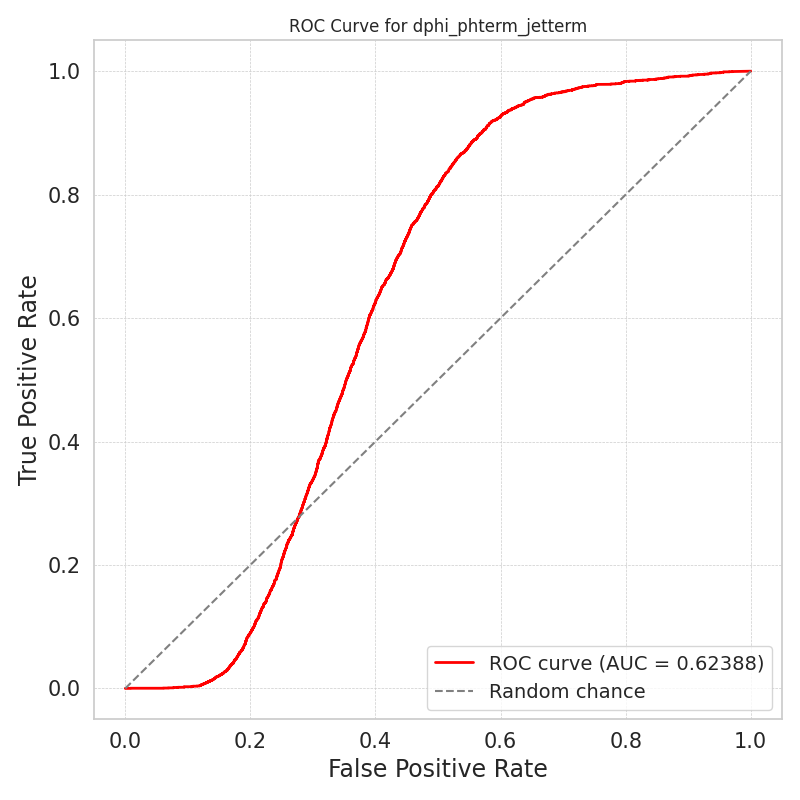 ROC Curve for dphi_phterm_jetterm
True Positive Rate
1.0
0.8
0.6
0.4
0.2
0.0
ROC curve (AUC = 0.62388)
Random chance
0.0 0.2 0.4 0.6 0.8 1.0
False Positive Rate